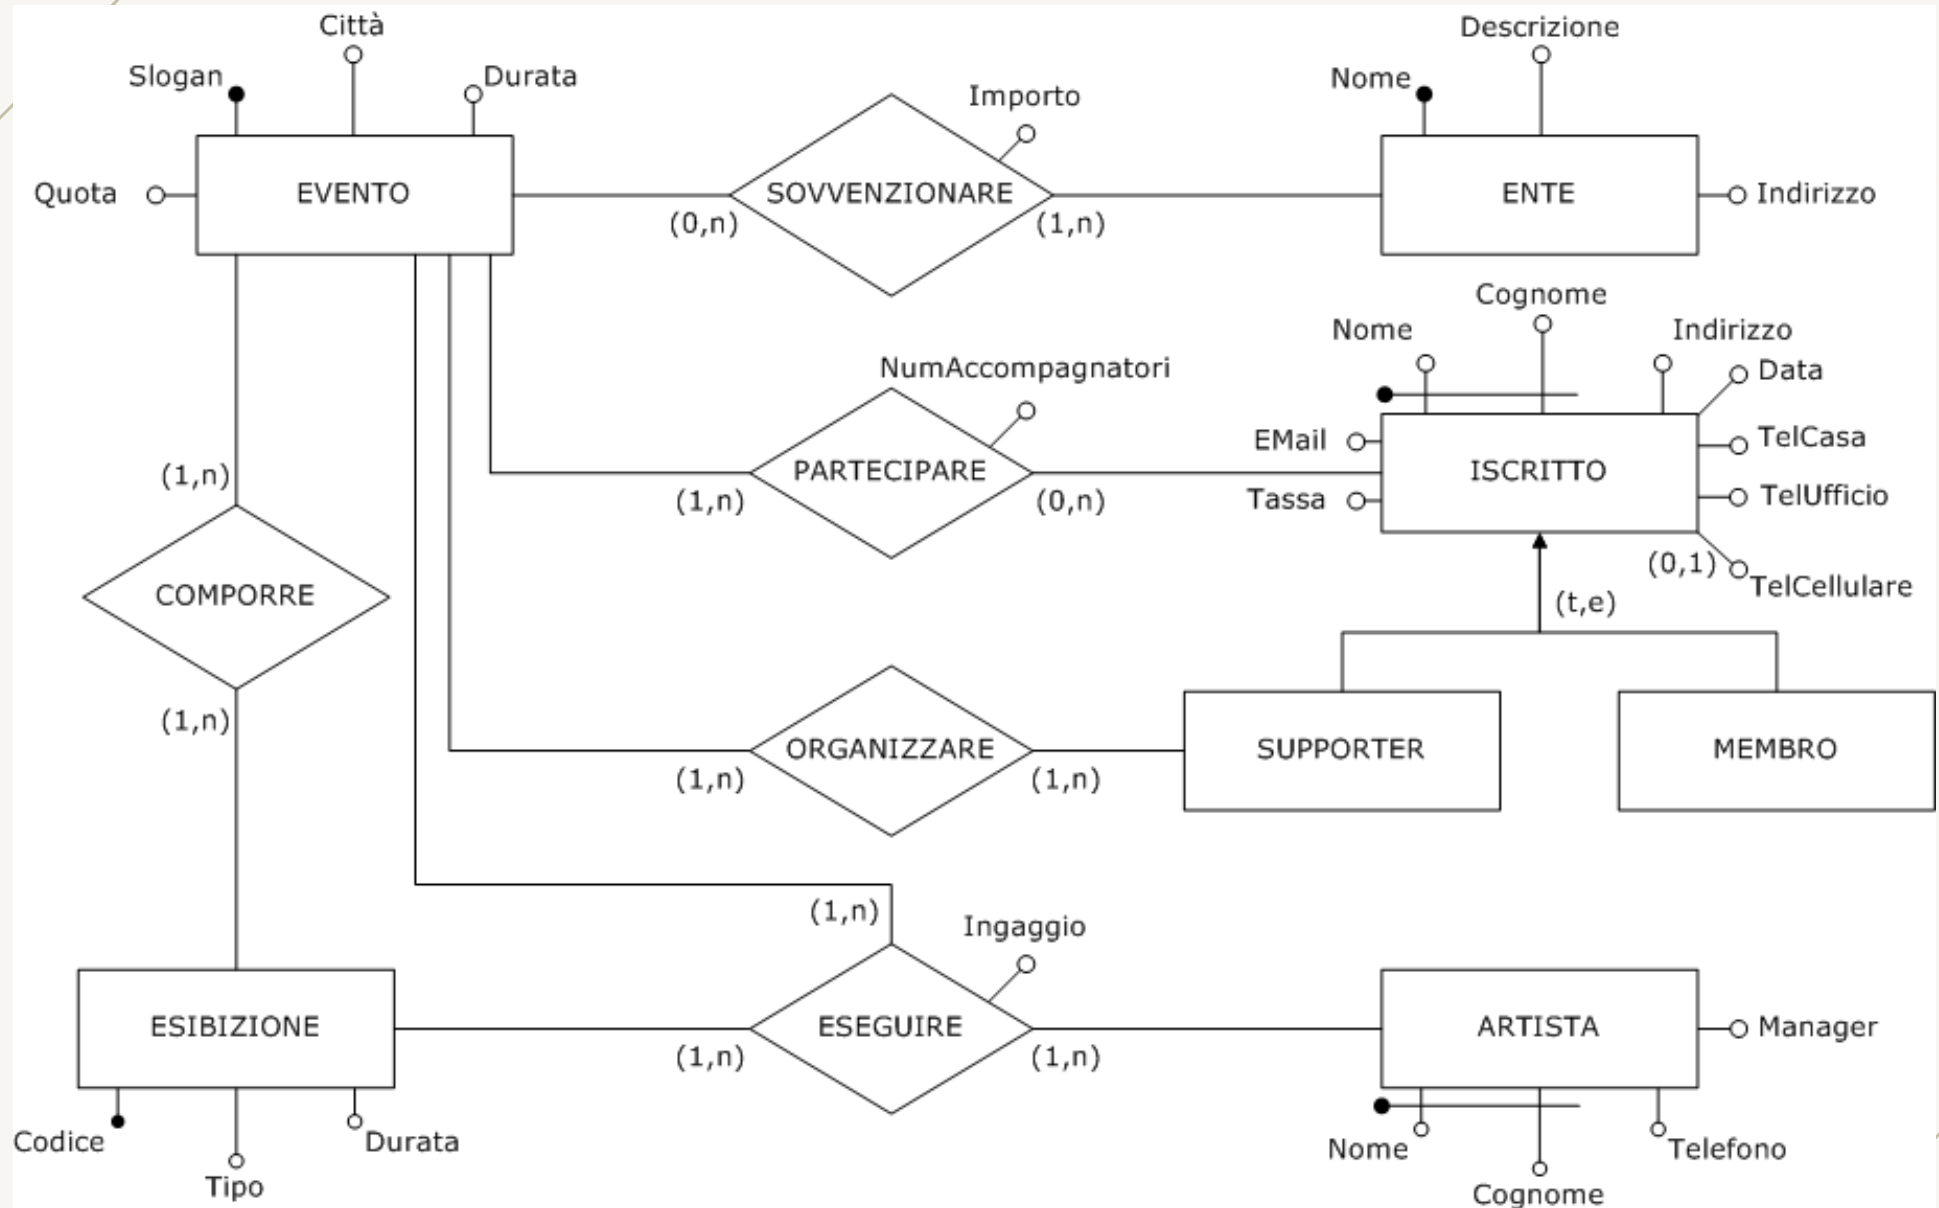 Città
Descrizione
Slogan
Durata
Importo
Nome
Quota
EVENTO
SOVVENZIONARE
ENTE
Indirizzo
(0,n)
(1,n)
Cognome
Nome
Indirizzo
NumAccompagnatori
Data
EMail
TelCasa
(1,n)
PARTECIPARE
ISCRITTO
Tassa
(1,n)
(0,n)
TelUfficio
(0,1)
TelCellulare
COMPORRE
(t,e)
(1,n)
ORGANIZZARE
SUPPORTER
MEMBRO
(1,n)
(1,n)
(1,n)
Ingaggio
ESIBIZIONE
ESEGUIRE
ARTISTA
Manager
(1,n)
(1,n)
Codice
Durata
Tipo
Nome
Telefono
Cognome